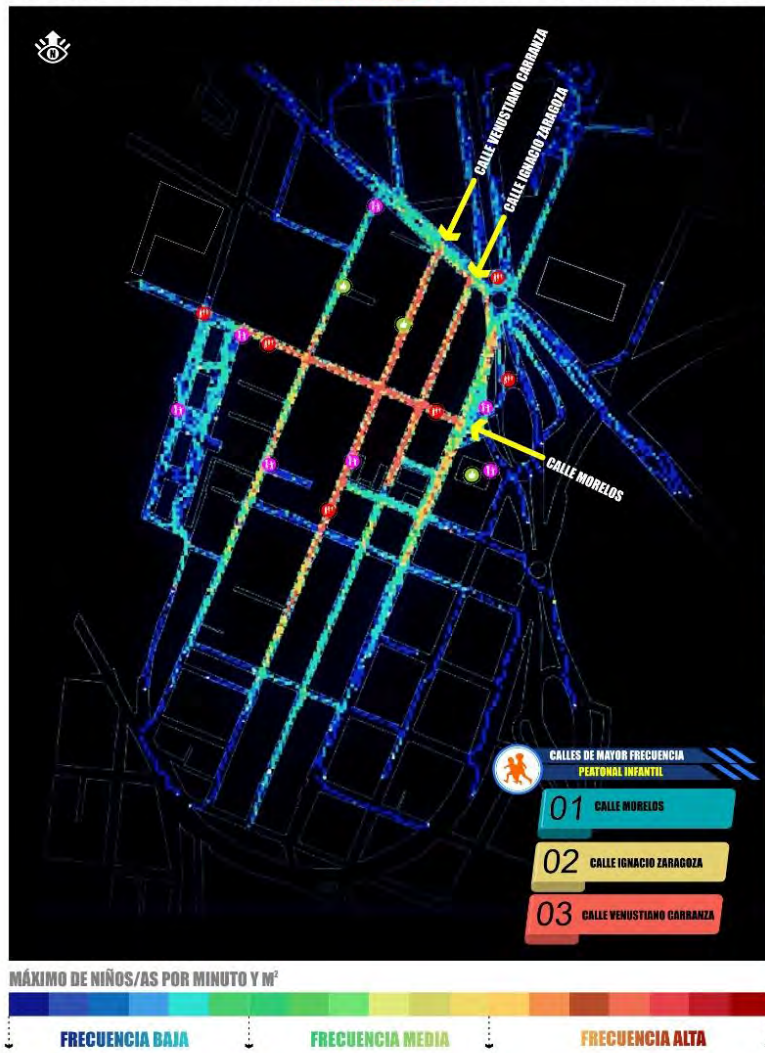 N
CALLE VENUSTIANO CARRANZA
CALLE IGNACIO ZARAGOZA
CALLE MORELOS
CALLES DE MAYOR FRECUENCIA
PEATONAL INFANTIL
01 CALLE MORELOS
02 CALLE IGNACIO ZARAGOZA
03 CALLE VENUSTIANO CARRANZA
MÁXIMO DE NIÑOS/AS POR MINUTO Y M²
FRECUENCIA BAJA
FRECUENCIA MEDIA
FRECUENCIA ALTA